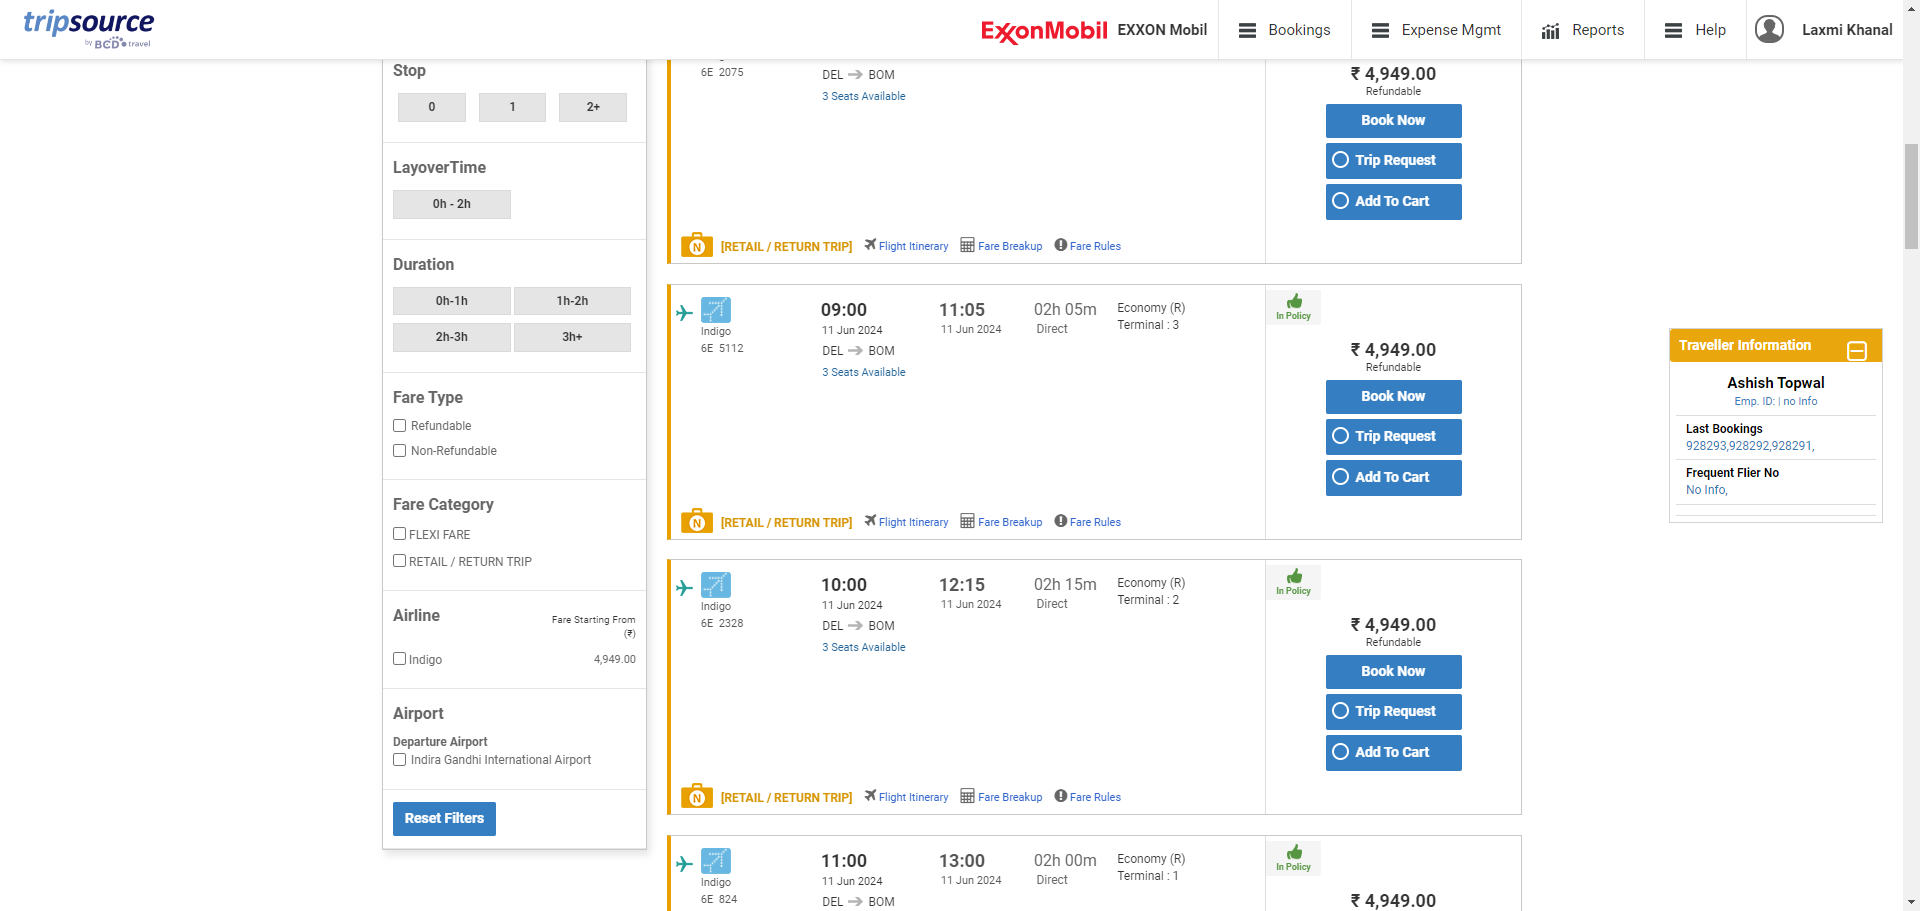 tripsource
by BCD travel
ExxonMobil
EXXON Mobil
Bookings
Expense Mgmt
Reports
Help
Laxmi Khanal
Stop
0
1
2+
LayoverTime
0h - 2h
Duration
0h-1h
1h-2h
2h-3h
3h+
Fare Type
Refundable
Non-Refundable
Fare Category
FLEXI FARE
RETAIL / RETURN TRIP
Airline
Fare Starting From
(₹)
Indigo
4,949.00
Airport
Departure Airport
Indira Gandhi International Airport
Reset Filters
6E 2075
DEL
BOM
3 Seats Available
₹ 4,949.00
Refundable
Book Now
Trip Request
Add To Cart
N
[RETAIL / RETURN TRIP]
Flight Itinerary
Fare Breakup
Fare Rules
Indigo
6E 5112
09:00
11 Jun 2024
DEL
BOM
3 Seats Available
11:05
11 Jun 2024
02h 05m
Direct
Economy (R)
Terminal : 3
In Policy
₹ 4,949.00
Refundable
Book Now
Trip Request
Add To Cart
N
[RETAIL / RETURN TRIP]
Flight Itinerary
Fare Breakup
Fare Rules
Indigo
6E 2328
10:00
11 Jun 2024
DEL
BOM
3 Seats Available
12:15
11 Jun 2024
02h 15m
Direct
Economy (R)
Terminal : 2
In Policy
₹ 4,949.00
Refundable
Book Now
Trip Request
Add To Cart
N
[RETAIL / RETURN TRIP]
Flight Itinerary
Fare Breakup
Fare Rules
Indigo
6E 824
11:00
11 Jun 2024
DEL
BOM
13:00
11 Jun 2024
02h 00m
Direct
Economy (R)
Terminal : 1
In Policy
₹ 4,949.00
Traveller Information
Ashish Topwal
Emp. ID: | no Info
Last Bookings
928293,928292,928291,
Frequent Flier No
No Info,